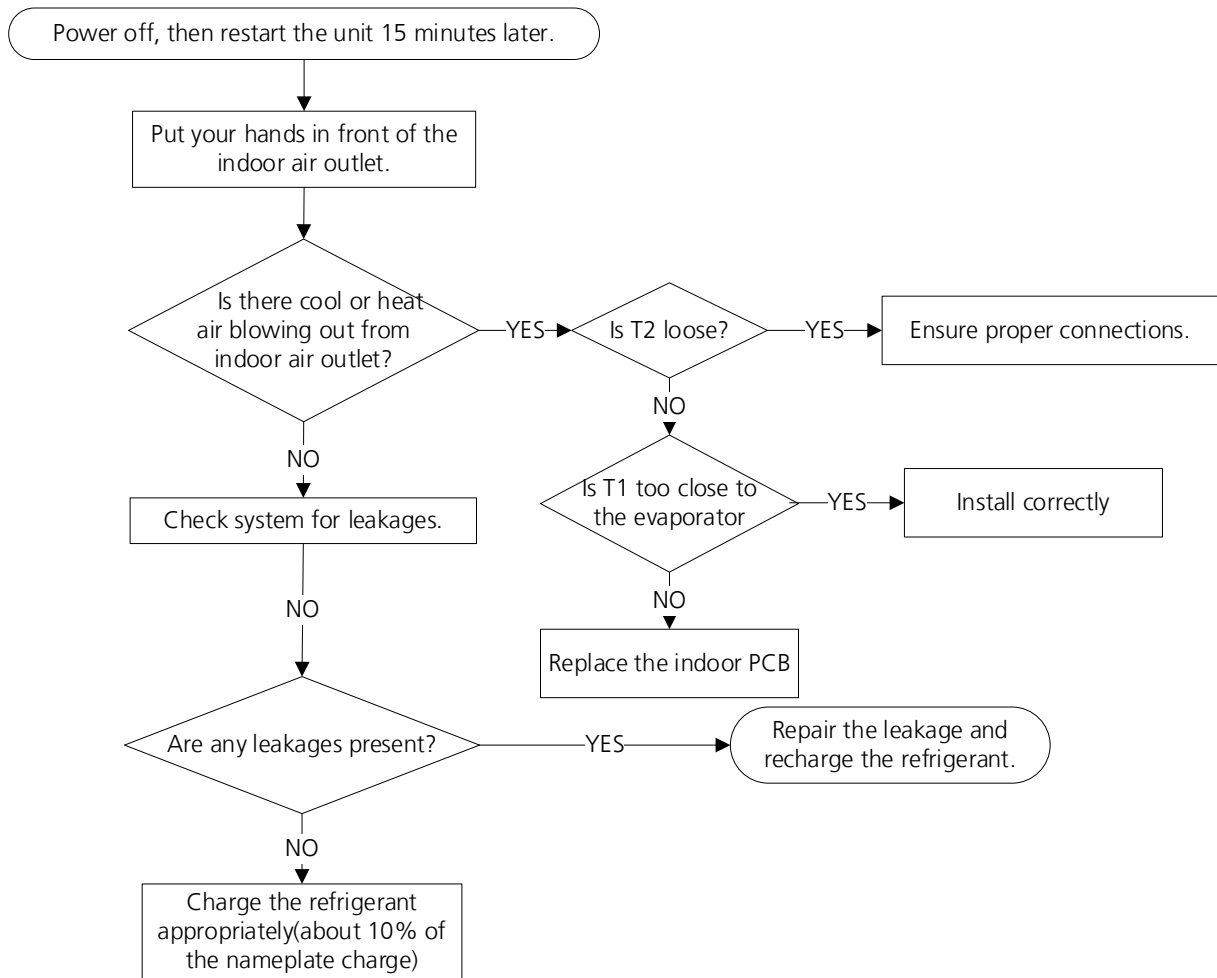 Power off, then restart the unit 15 minutes later.
Put your hands in front of the
indoor air outlet.
Is there cool or heat
air blowing out from
indoor air outlet?
YES
Is T2 loose?
YES
Ensure proper connections.
NO
Is T1 too close to
the evaporator
YES
Install correctly
NO
Replace the indoor PCB
NO
Check system for leakages.
NO
Are any leakages present?
YES
Repair the leakage and
recharge the refrigerant.
NO
Charge the refrigerant
appropriately(about 10% of
the nameplate charge)